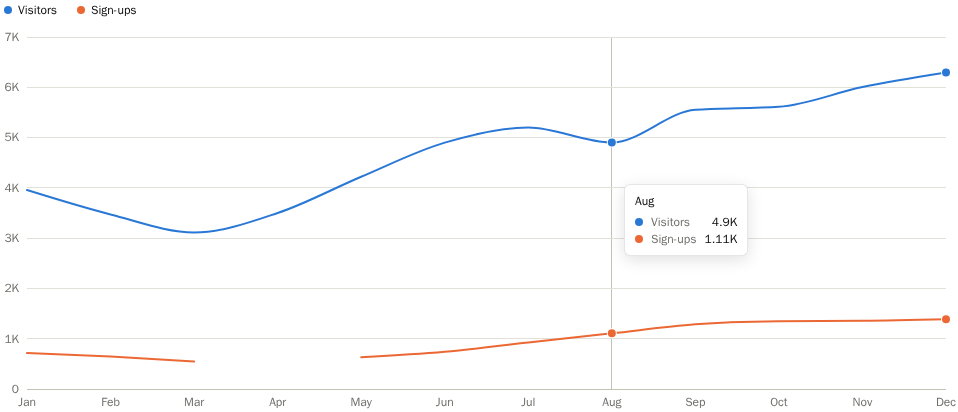 Visitors Sign-ups
7K
6K
5K
4K
3K
2K
1K
0
Aug
Visitors 4.9K
Sign-ups 1.11K
Jan Feb Mar Apr May Jun Jul Aug Sep Oct Nov Dec